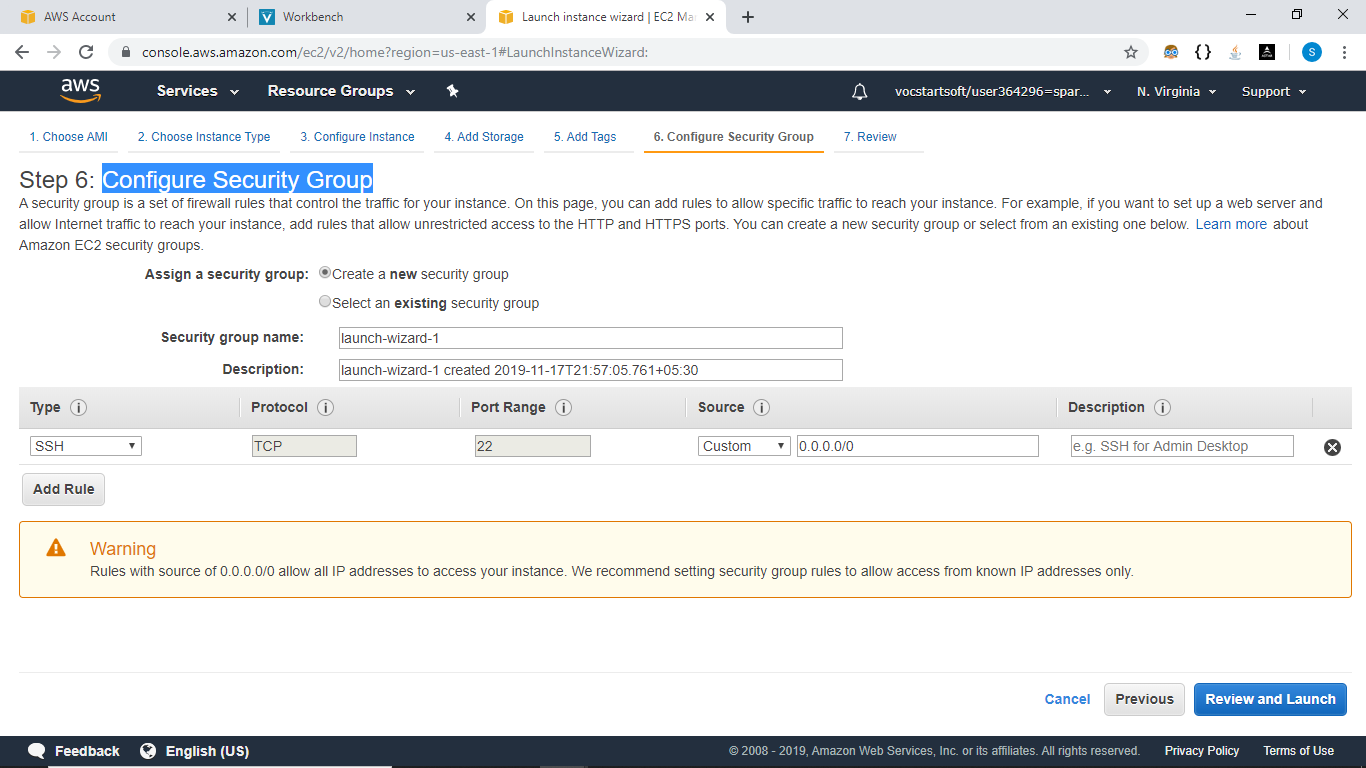 AWS Account
Workbench
Launch instance wizard | EC2 Ma
console.aws.amazon.com/ec2/v2/home?region=us-east-1#LaunchInstanceWizard:
S
aws
Services
Resource Groups
vocstartsoft/user364296=spar...
N. Virginia
Support
1. Choose AMI
2. Choose Instance Type
3. Configure Instance
4. Add Storage
5. Add Tags
6. Configure Security Group
7. Review
Step 6: Configure Security Group
A security group is a set of firewall rules that control the traffic for your instance. On this page, you can add rules to allow specific traffic to reach your instance. For example, if you want to set up a web server and
allow Internet traffic to reach your instance, add rules that allow unrestricted access to the HTTP and HTTPS ports. You can create a new security group or select from an existing one below. Learn more about
Amazon EC2 security groups.
Assign a security group: Create a new security group
Select an existing security group
Security group name: launch-wizard-1
Description: launch-wizard-1 created 2019-11-17T21:57:05.761+05:30
Type Protocol Port Range Source Description
SSH TCP 22 Custom 0.0.0.0/0 e.g. SSH for Admin Desktop
Add Rule
Warning
Rules with source of 0.0.0.0/0 allow all IP addresses to access your instance. We recommend setting security group rules to allow access from known IP addresses only.
Cancel Previous Review and Launch
Feedback English (US) © 2008 - 2019, Amazon Web Services, Inc. or its affiliates. All rights reserved. Privacy Policy Terms of Use